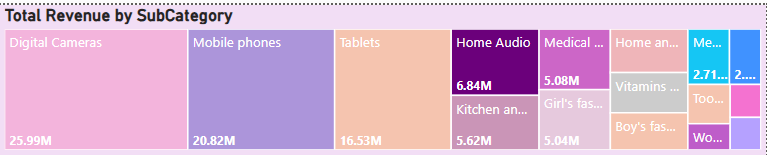 Total Revenue by SubCategory
Digital Cameras
25.99M
Mobile phones
20.82M
Tablets
16.53M
Home Audio
6.84M
Kitchen an...
5.62M
Medical ...
5.08M
Girl's fas...
5.04M
Home an...
Vitamins ...
Boy's fas...
Me...
2.71...
Too...
Wo...
2....